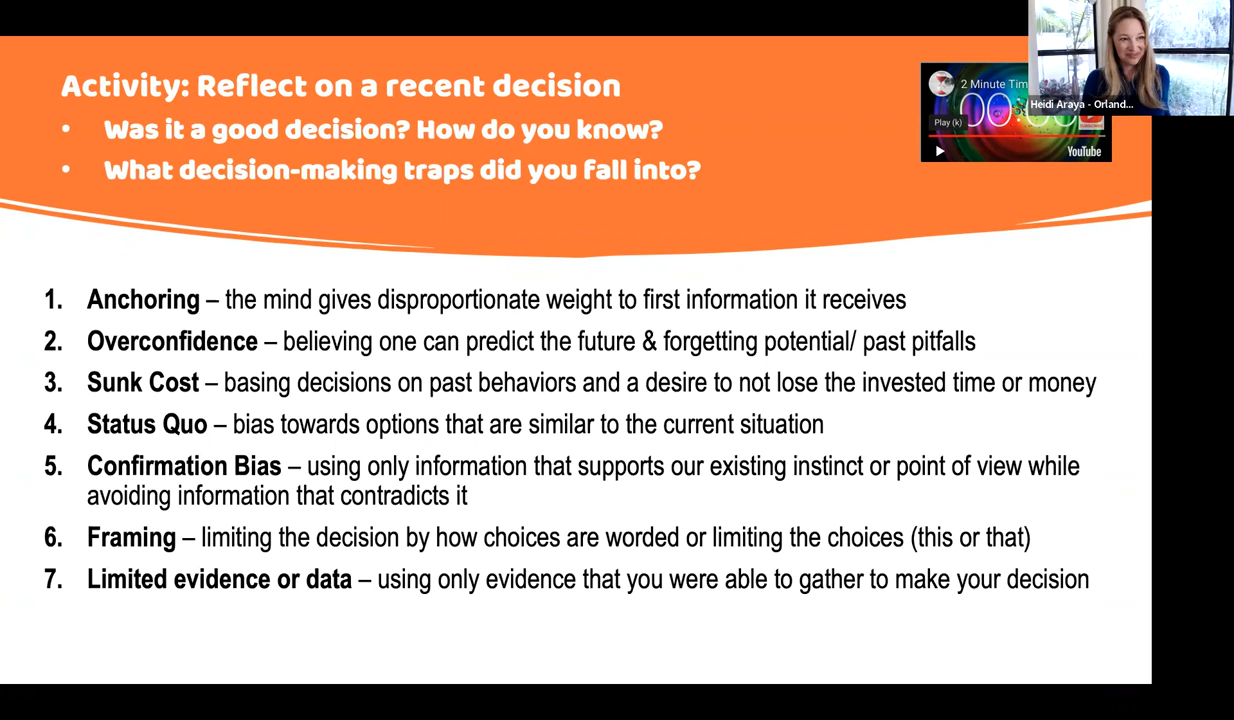 Activity: Reflect on a recent decision
• Was it a good decision? How do you know?
• What decision-making traps did you fall into?
2 Minute Tim
Play (k)
YouTube
Heidi Araya - Orland...
1. Anchoring – the mind gives disproportionate weight to first information it receives
2. Overconfidence – believing one can predict the future & forgetting potential/ past pitfalls
3. Sunk Cost – basing decisions on past behaviors and a desire to not lose the invested time or money
4. Status Quo – bias towards options that are similar to the current situation
5. Confirmation Bias – using only information that supports our existing instinct or point of view while
avoiding information that contradicts it
6. Framing – limiting the decision by how choices are worded or limiting the choices (this or that)
7. Limited evidence or data – using only evidence that you were able to gather to make your decision